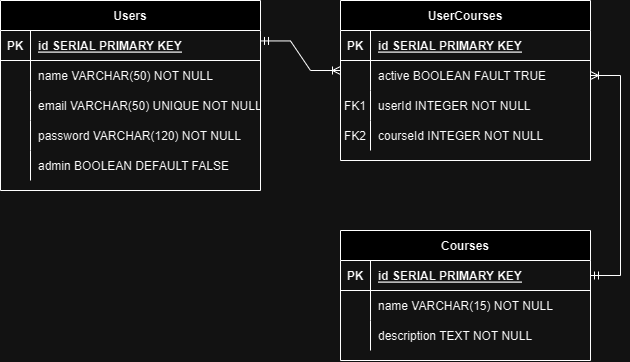 Users
PK id SERIAL PRIMARY KEY
name VARCHAR(50) NOT NULL
email VARCHAR(50) UNIQUE NOT NULL
password VARCHAR(120) NOT NULL
admin BOOLEAN DEFAULT FALSE
UserCourses
PK id SERIAL PRIMARY KEY
active BOOLEAN FAULT TRUE
FK1 userId INTEGER NOT NULL
FK2 courseId INTEGER NOT NULL
Courses
PK id SERIAL PRIMARY KEY
name VARCHAR(15) NOT NULL
description TEXT NOT NULL